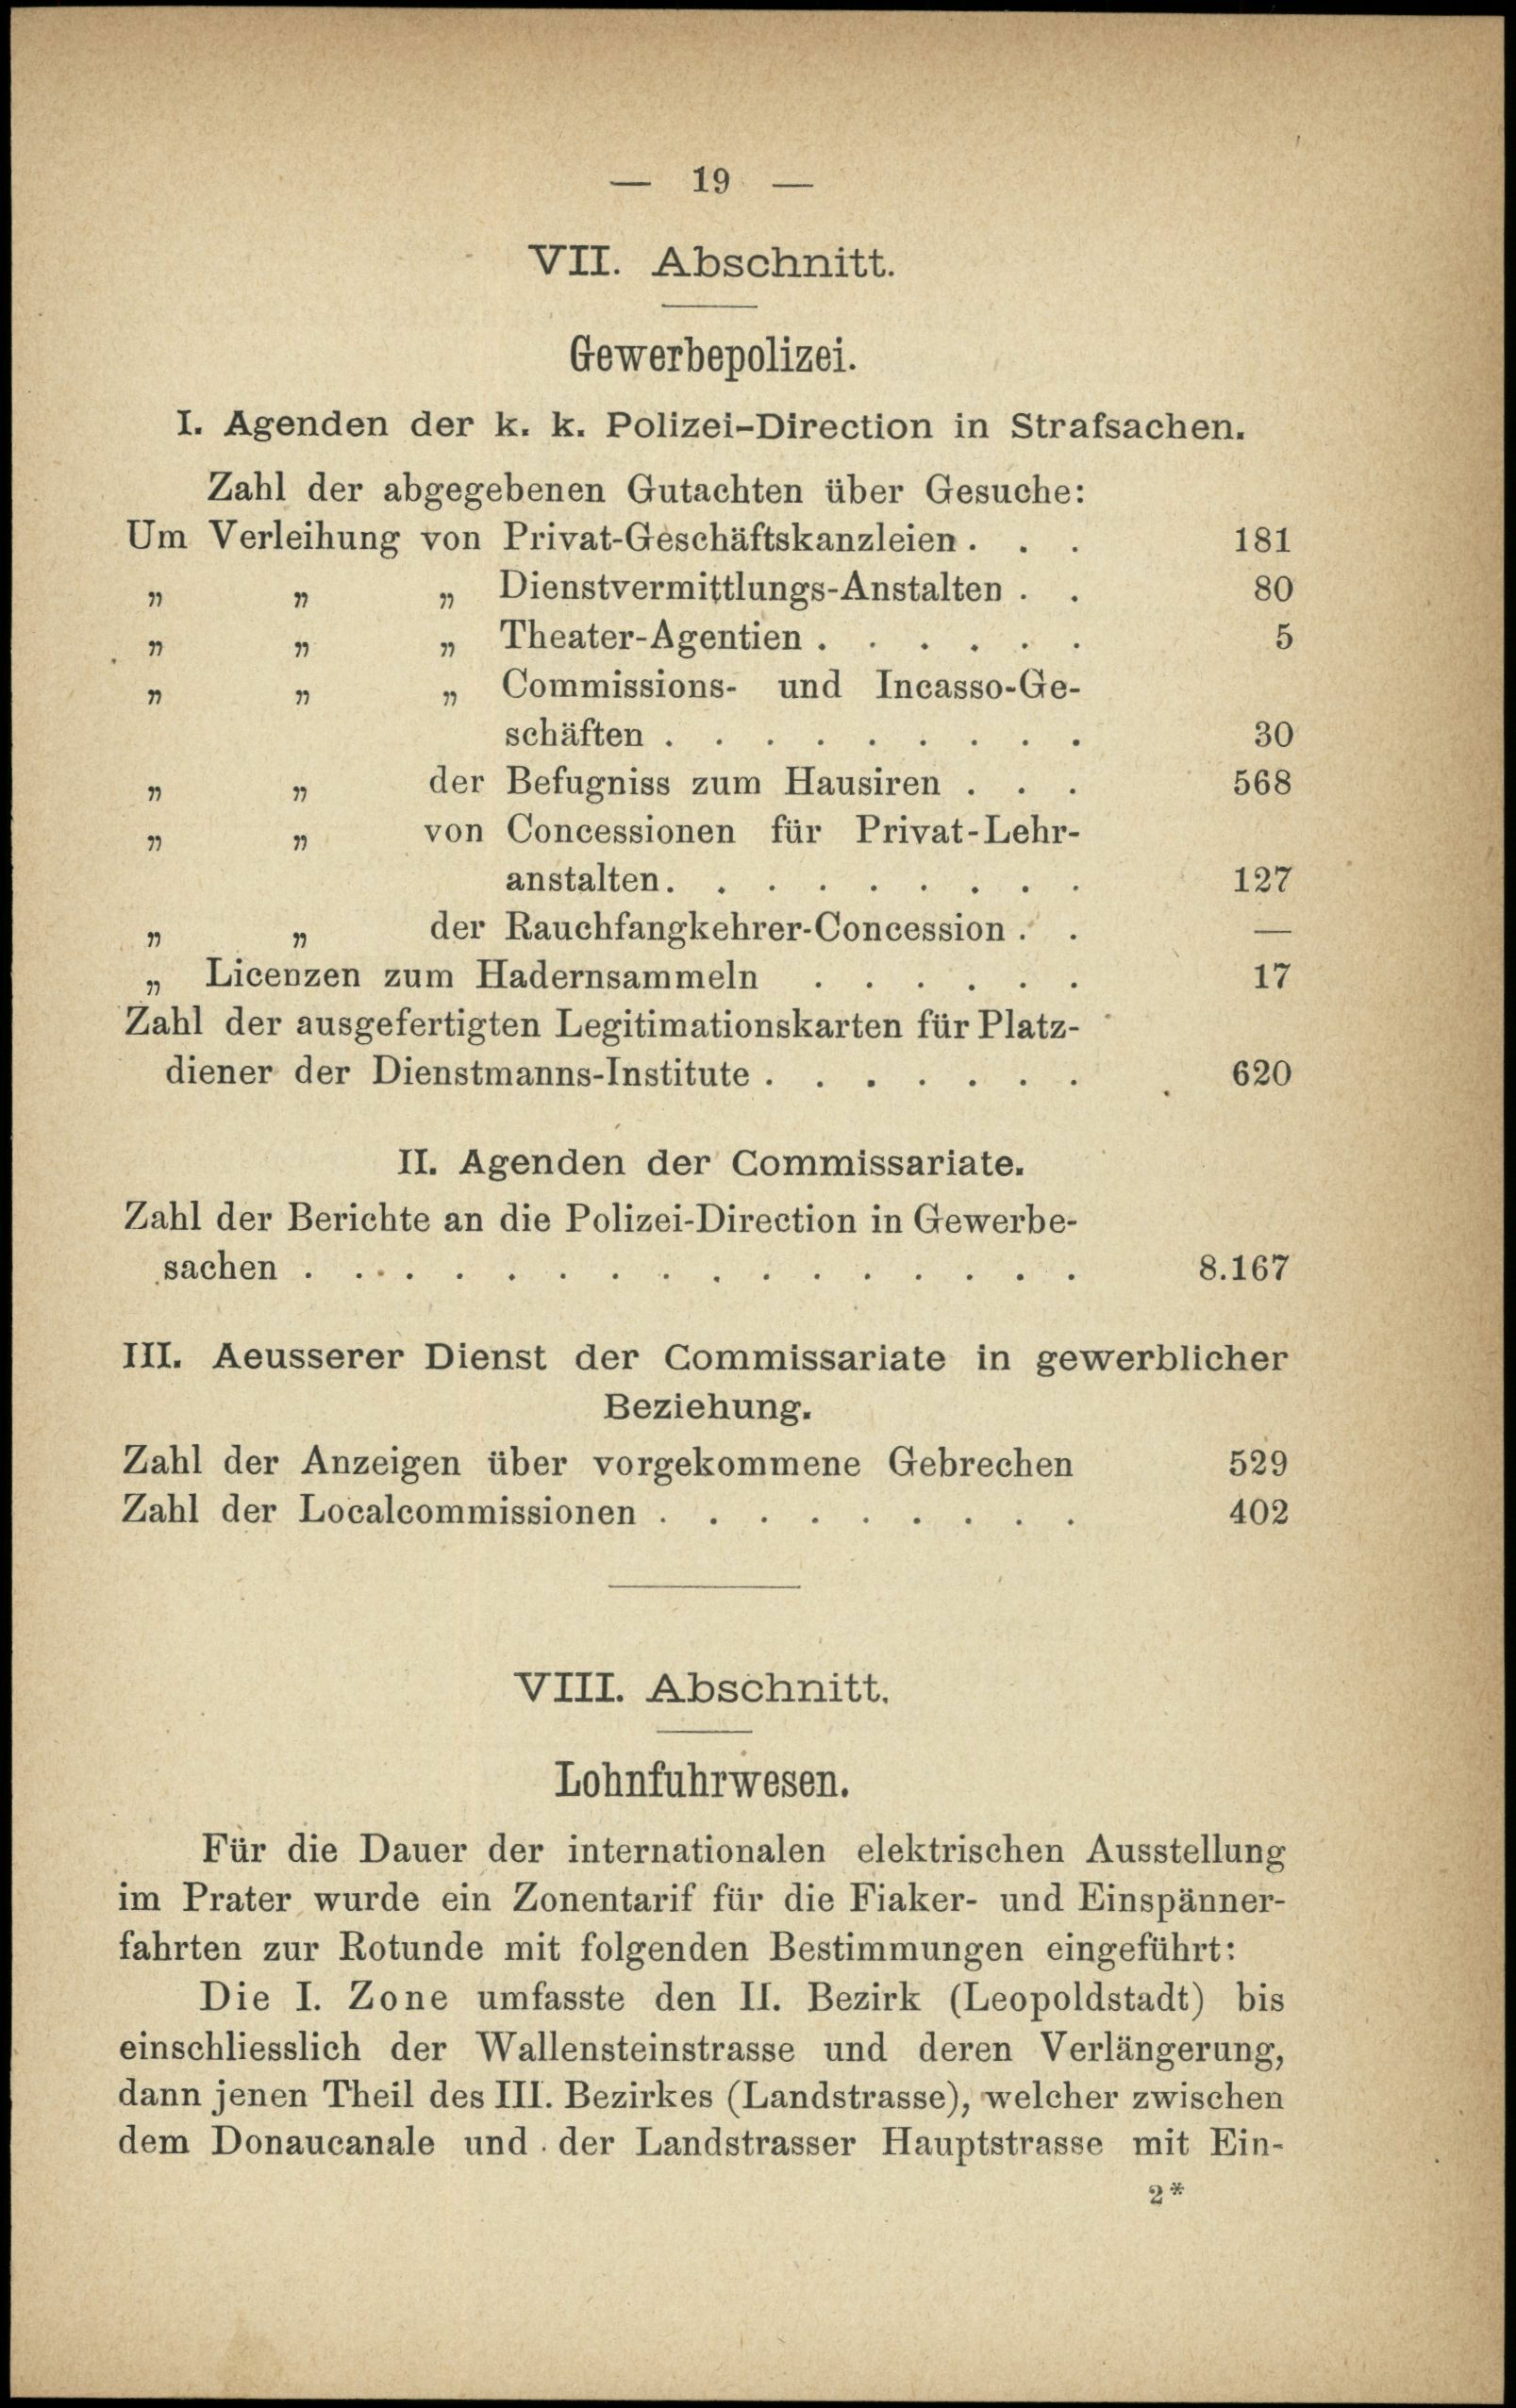 — 19 —
VII. Abschnitt.
Gewerbepolizei.
I. Agenden der k. k. Polizei-Direction in Strafsachen.
Zahl der abgegebenen Gutachten über Gesuche:
Um Verleihung von Privat-Geschäftskanzleien . . . 181
„ „ „ Dienstvermittlungs-Anstalten . . 80
„ „ „ Theater-Agentien . . . . . . 5
„ „ „ Commissions- und Incasso-Ge-
schäften . . . . . . . . . 30
„ „ der Befugniss zum Hausiren . . . 568
„ „ von Concessionen für Privat-Lehr-
anstalten . . . . . . . . . 127
„ „ der Rauchfangkehrer-Concession . . —
„ Licenzen zum Hadernsammeln . . . . . . 17
Zahl der ausgefertigten Legitimationskarten für Platz-
diener der Dienstmanns-Institute . . . . . . . 620
II. Agenden der Commissariate.
Zahl der Berichte an die Polizei-Direction in Gewerbe-
sachen . . . . . . . . . . . . . . . . 8.167
III. Aeusserer Dienst der Commissariate in gewerblicher
Beziehung.
Zahl der Anzeigen über vorgekommene Gebrechen 529
Zahl der Localcommissionen . . . . . . . . . 402
VIII. Abschnitt.
Lohnfuhrwesen.
Für die Dauer der internationalen elektrischen Ausstellung
im Prater wurde ein Zonentarif für die Fiaker- und Einspänner-
fahrten zur Rotunde mit folgenden Bestimmungen eingeführt:
Die I. Zone umfasste den II. Bezirk (Leopoldstadt) bis
einschliesslich der Wallensteinstrasse und deren Verlängerung,
dann jenen Theil des III. Bezirkes (Landstrasse), welcher zwischen
dem Donaucanale und der Landstrasser Hauptstrasse mit Ein-
2*